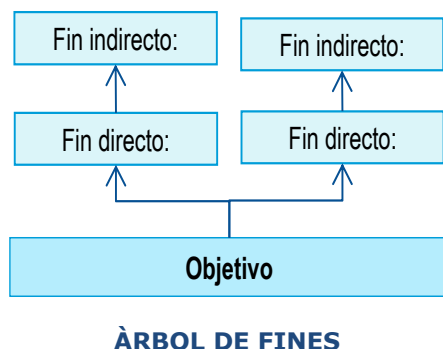 Fin indirecto:
Fin indirecto:
Fin directo:
Fin directo:
Objetivo
ÀRBOL DE FINES